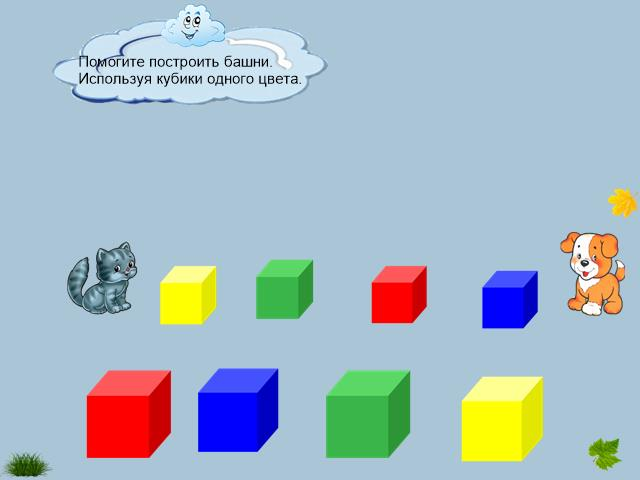 Помогите построить башни.
Используя кубики одного цвета.